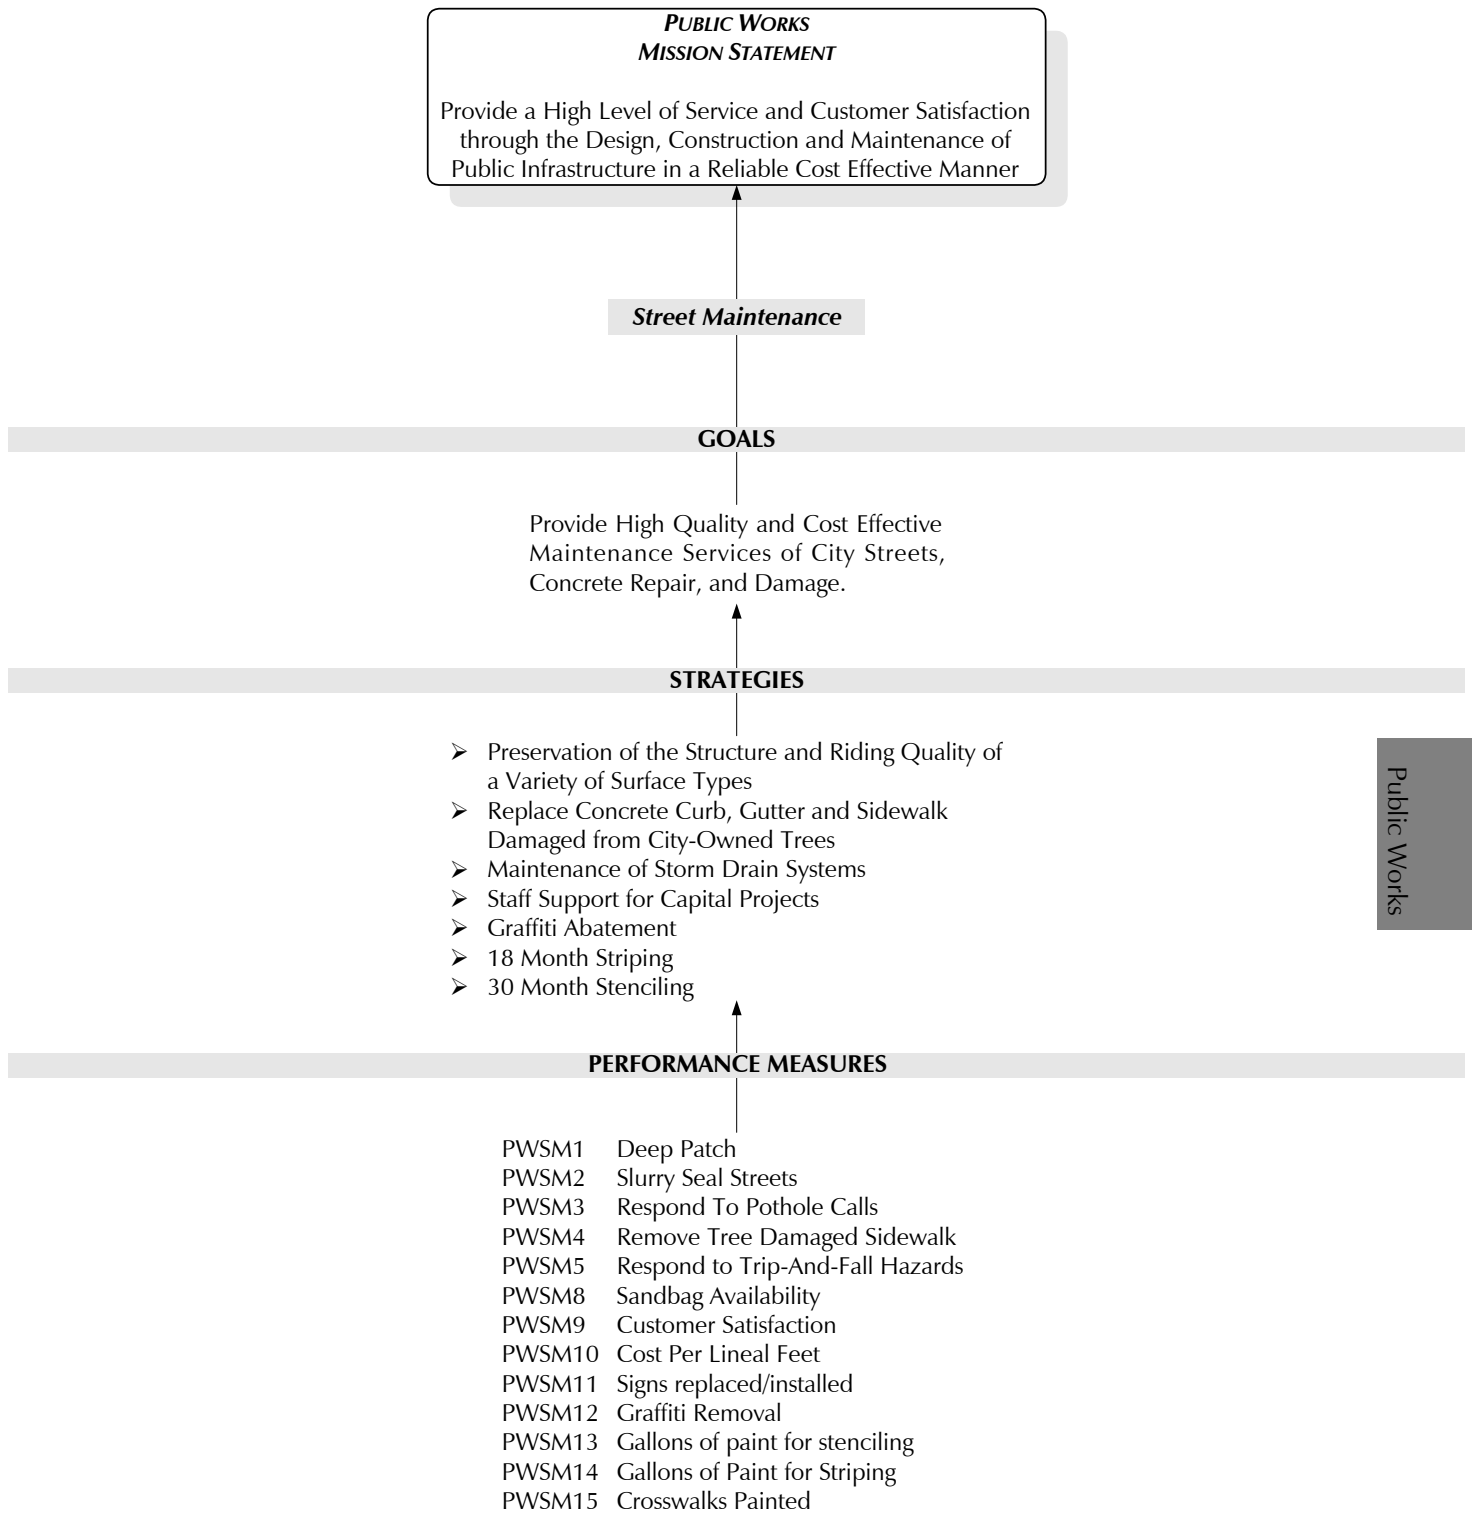 PUBLIC WORKS
MISSION STATEMENT
Provide a High Level of Service and Customer Satisfaction
through the Design, Construction and Maintenance of
Public Infrastructure in a Reliable Cost Effective Manner
Street Maintenance
GOALS
Provide High Quality and Cost Effective
Maintenance Services of City Streets,
Concrete Repair, and Damage.
STRATEGIES
➢ Preservation of the Structure and Riding Quality of
a Variety of Surface Types
➢ Replace Concrete Curb, Gutter and Sidewalk
Damaged from City-Owned Trees
➢ Maintenance of Storm Drain Systems
➢ Staff Support for Capital Projects
➢ Graffiti Abatement
➢ 18 Month Striping
➢ 30 Month Stenciling
Public Works
PERFORMANCE MEASURES
PWSM1 Deep Patch
PWSM2 Slurry Seal Streets
PWSM3 Respond To Pothole Calls
PWSM4 Remove Tree Damaged Sidewalk
PWSM5 Respond to Trip-And-Fall Hazards
PWSM8 Sandbag Availability
PWSM9 Customer Satisfaction
PWSM10 Cost Per Lineal Feet
PWSM11 Signs replaced/installed
PWSM12 Graffiti Removal
PWSM13 Gallons of paint for stenciling
PWSM14 Gallons of Paint for Striping
PWSM15 Crosswalks Painted